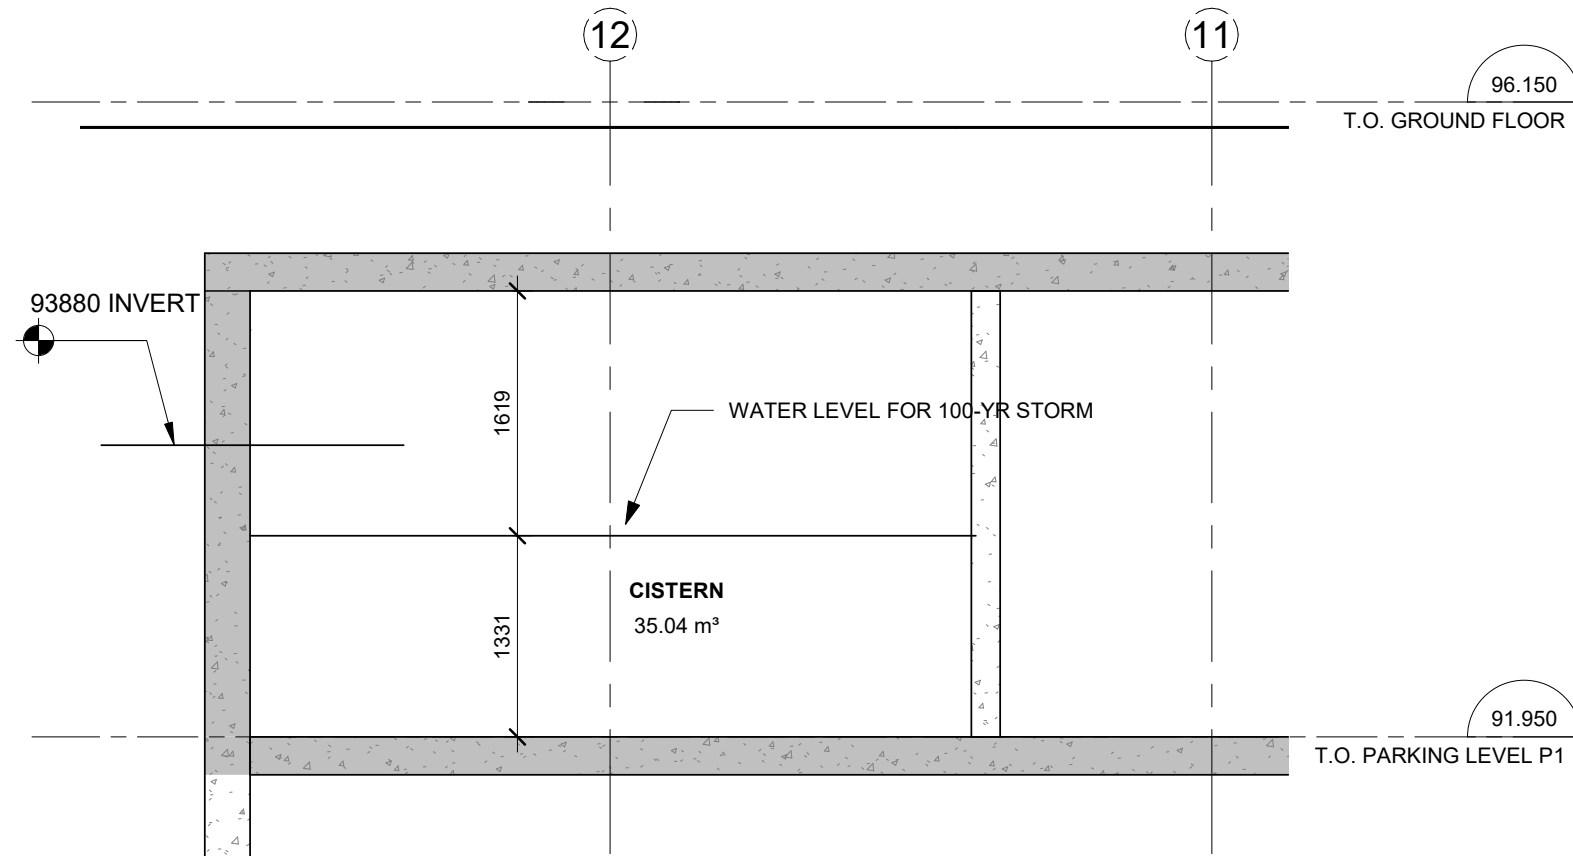 12
11
96.150
T.O. GROUND FLOOR
93880 INVERT
1619
WATER LEVEL FOR 100-YR STORM
CISTERN
35.04 m³
1331
91.950
T.O. PARKING LEVEL P1